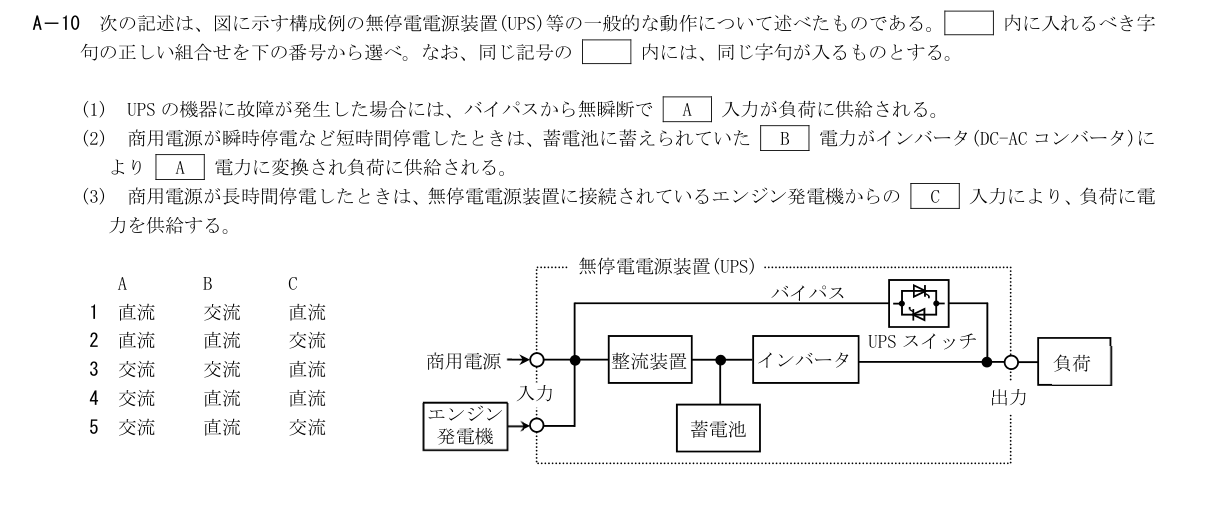 A－10 次の記述は、図に示す構成例の無停電電源装置(UPS)等の一般的な動作について述べたものである。 内に入れるべき字
句の正しい組合せを下の番号から選べ。なお、同じ記号の 内には、同じ字句が入るものとする。
(1) UPS の機器に故障が発生した場合には、バイパスから無瞬断で A 入力が負荷に供給される。
(2) 商用電源が瞬時停電など短時間停電したときは、蓄電池に蓄えられていた B 電力がインバータ(DC-AC コンバータ)に
より A 電力に変換され負荷に供給される。
(3) 商用電源が長時間停電したときは、無停電電源装置に接続されているエンジン発電機からの C 入力により、負荷に電
力を供給する。
A B C
1 直流 交流 直流
2 直流 直流 交流
3 交流 交流 直流
4 交流 直流 直流
5 交流 直流 交流
無停電電源装置(UPS)
バイパス
UPS スイッチ
商用電源
整流装置
インバータ
負荷
入力
出力
エンジン
発電機
蓄電池